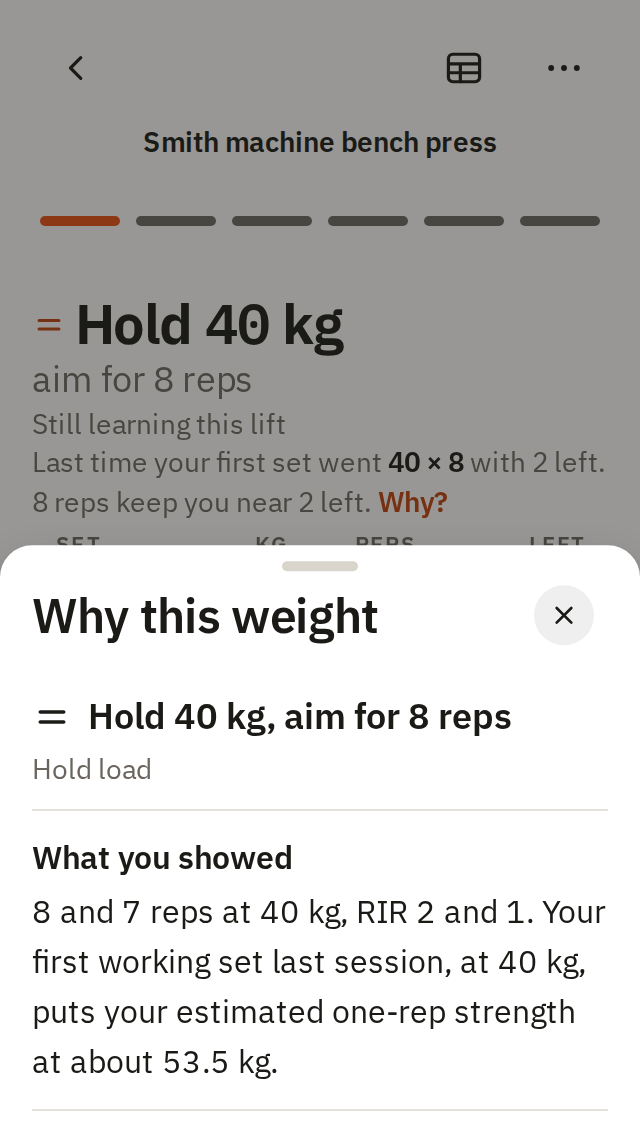 Smith machine bench press
= Hold 40 kg
aim for 8 reps
Still learning this lift
Last time your first set went 40 × 8 with 2 left.
8 reps keep you near 2 left. Why?
SET KG REPS LEFT
Why this weight
= Hold 40 kg, aim for 8 reps
Hold load
What you showed
8 and 7 reps at 40 kg, RIR 2 and 1. Your
first working set last session, at 40 kg,
puts your estimated one-rep strength
at about 53.5 kg.